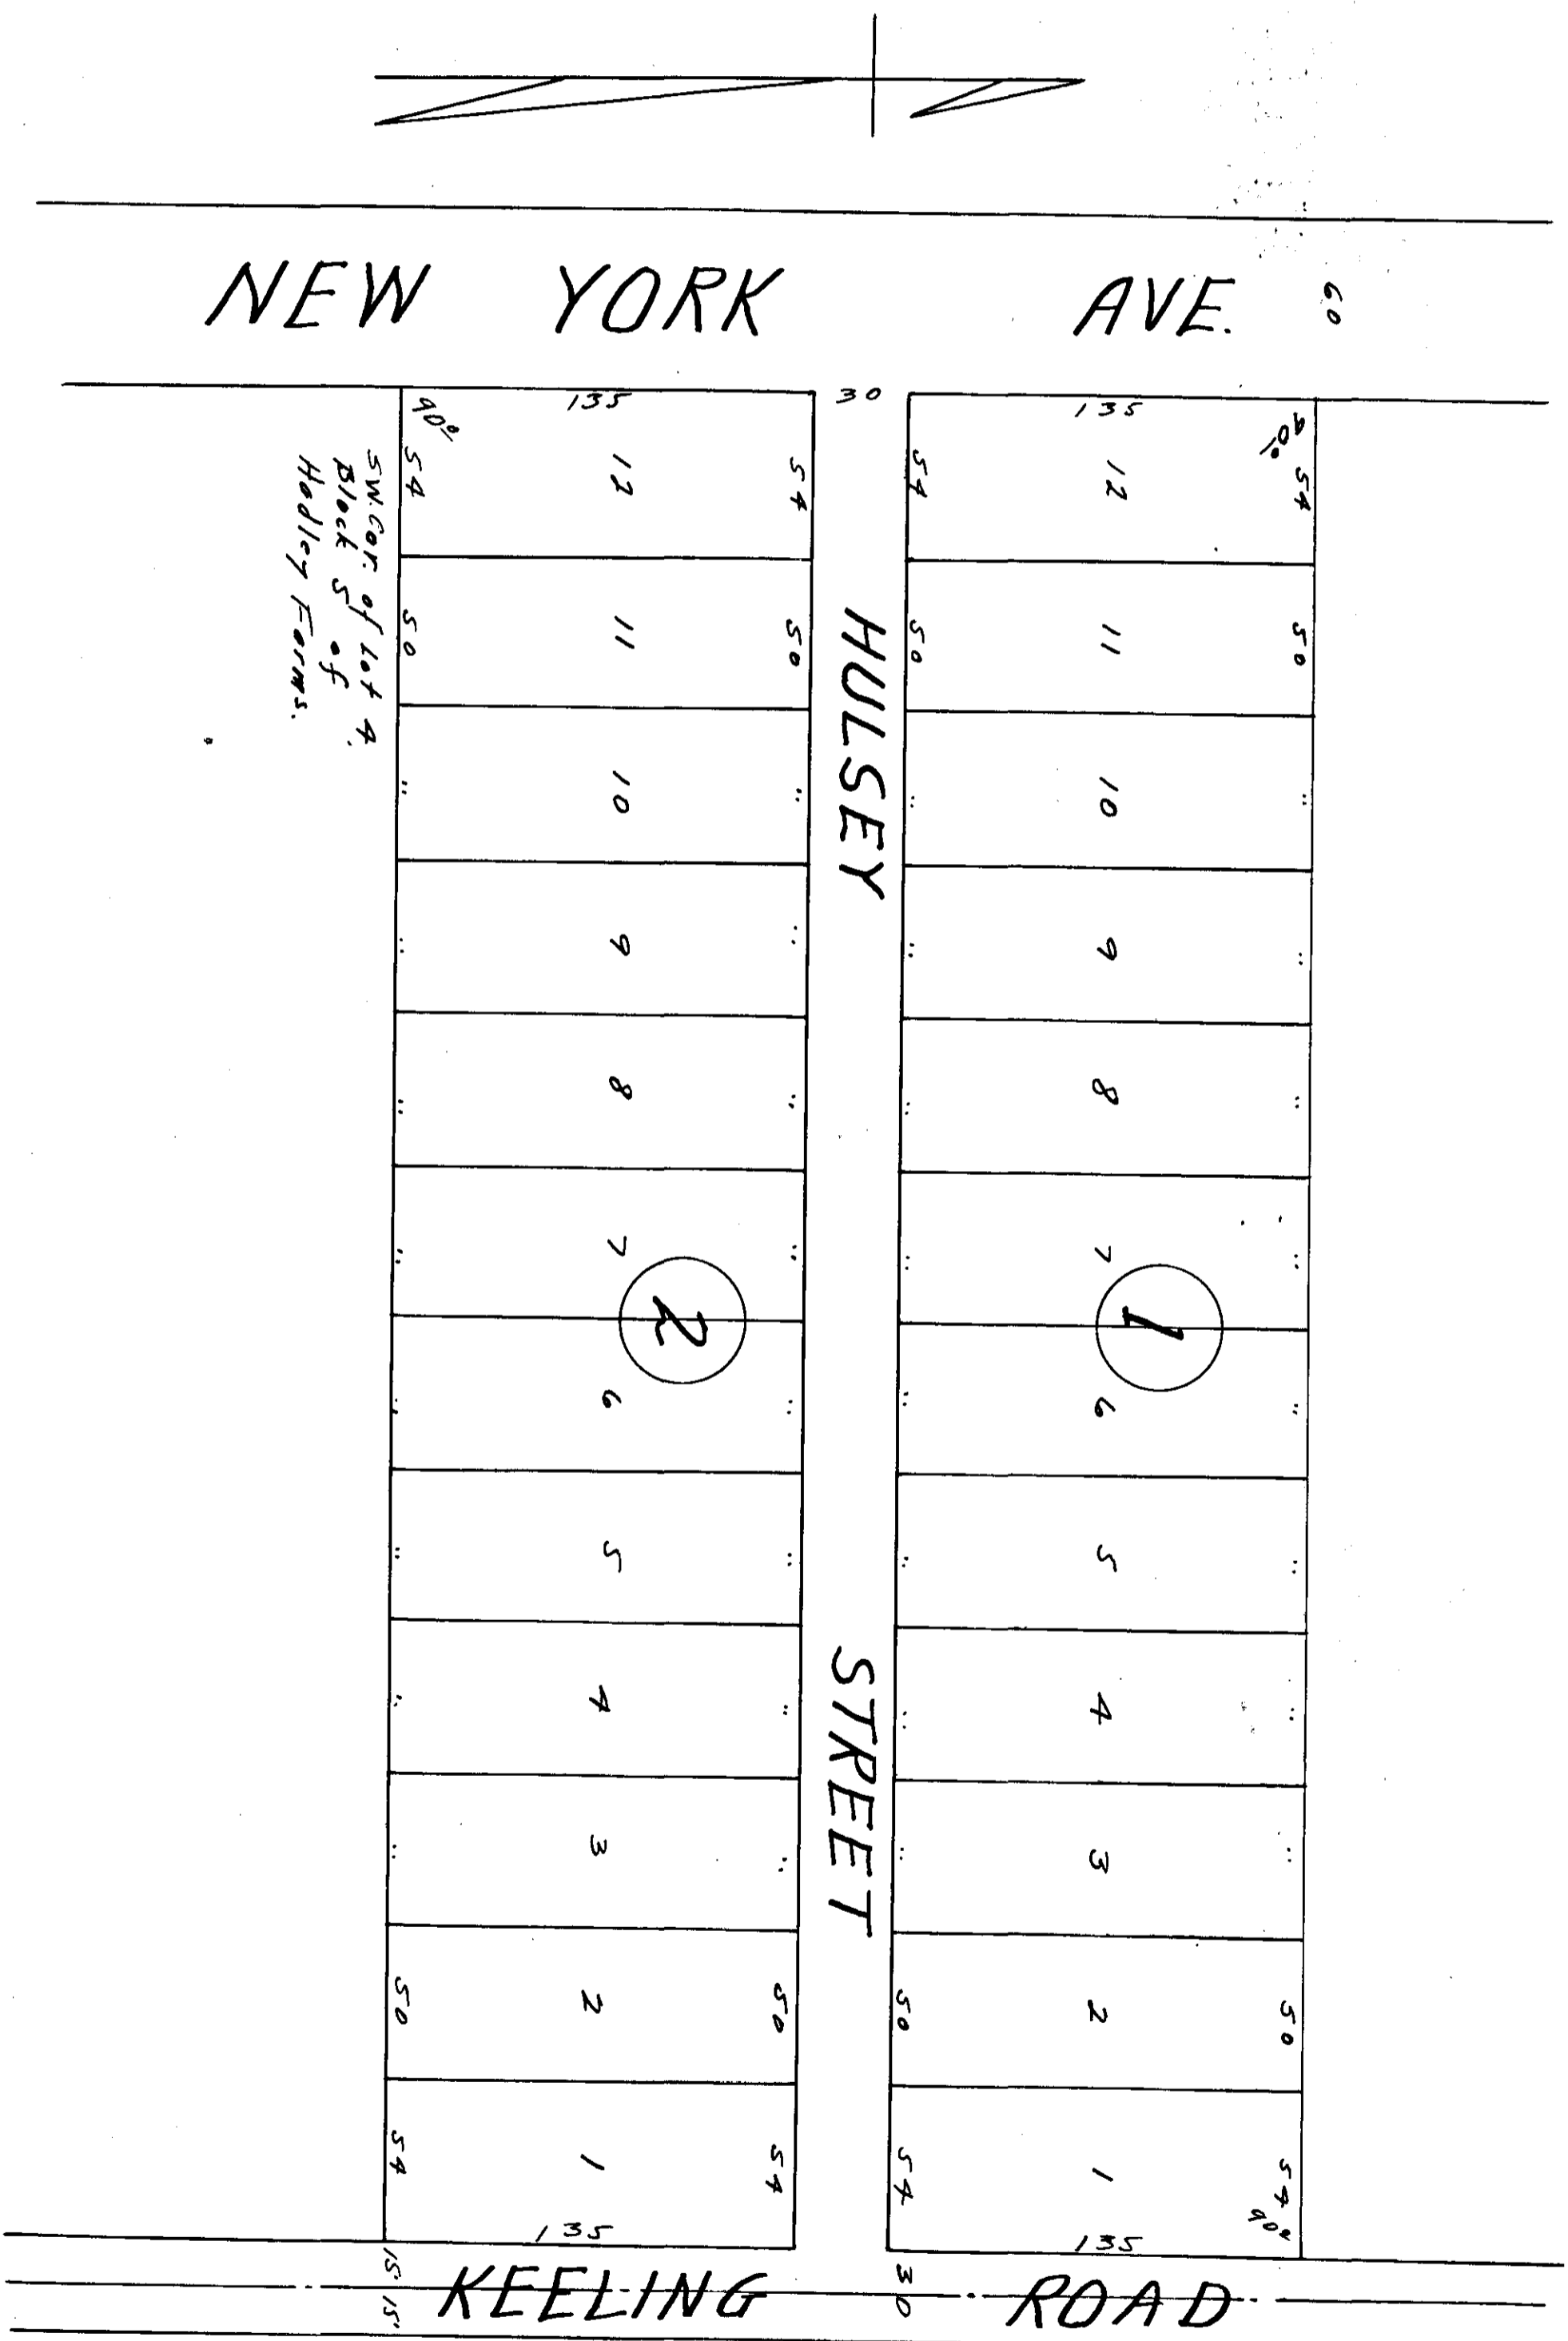 NEW YORK AVE. 60
135 30 135
90° 90°
54 12 54 54 12 54
S.W. Cor. of Lot 4.
Block 5 of
Hadley Farms.
50 11 50 50 11 50
" 10 " " 10 "
" 9 " " 9 "
" 8 " " 8 "
" 7 " " 7 "
2 1
" 6 " " 6 "
" 5 " " 5 "
" 4 " " 4 "
" 3 " " 3 "
50 2 50 50 2 50
54 1 54 54 1 54
90°
135 135
HULSEY STREET
15' 30
KEELING ROAD
15'